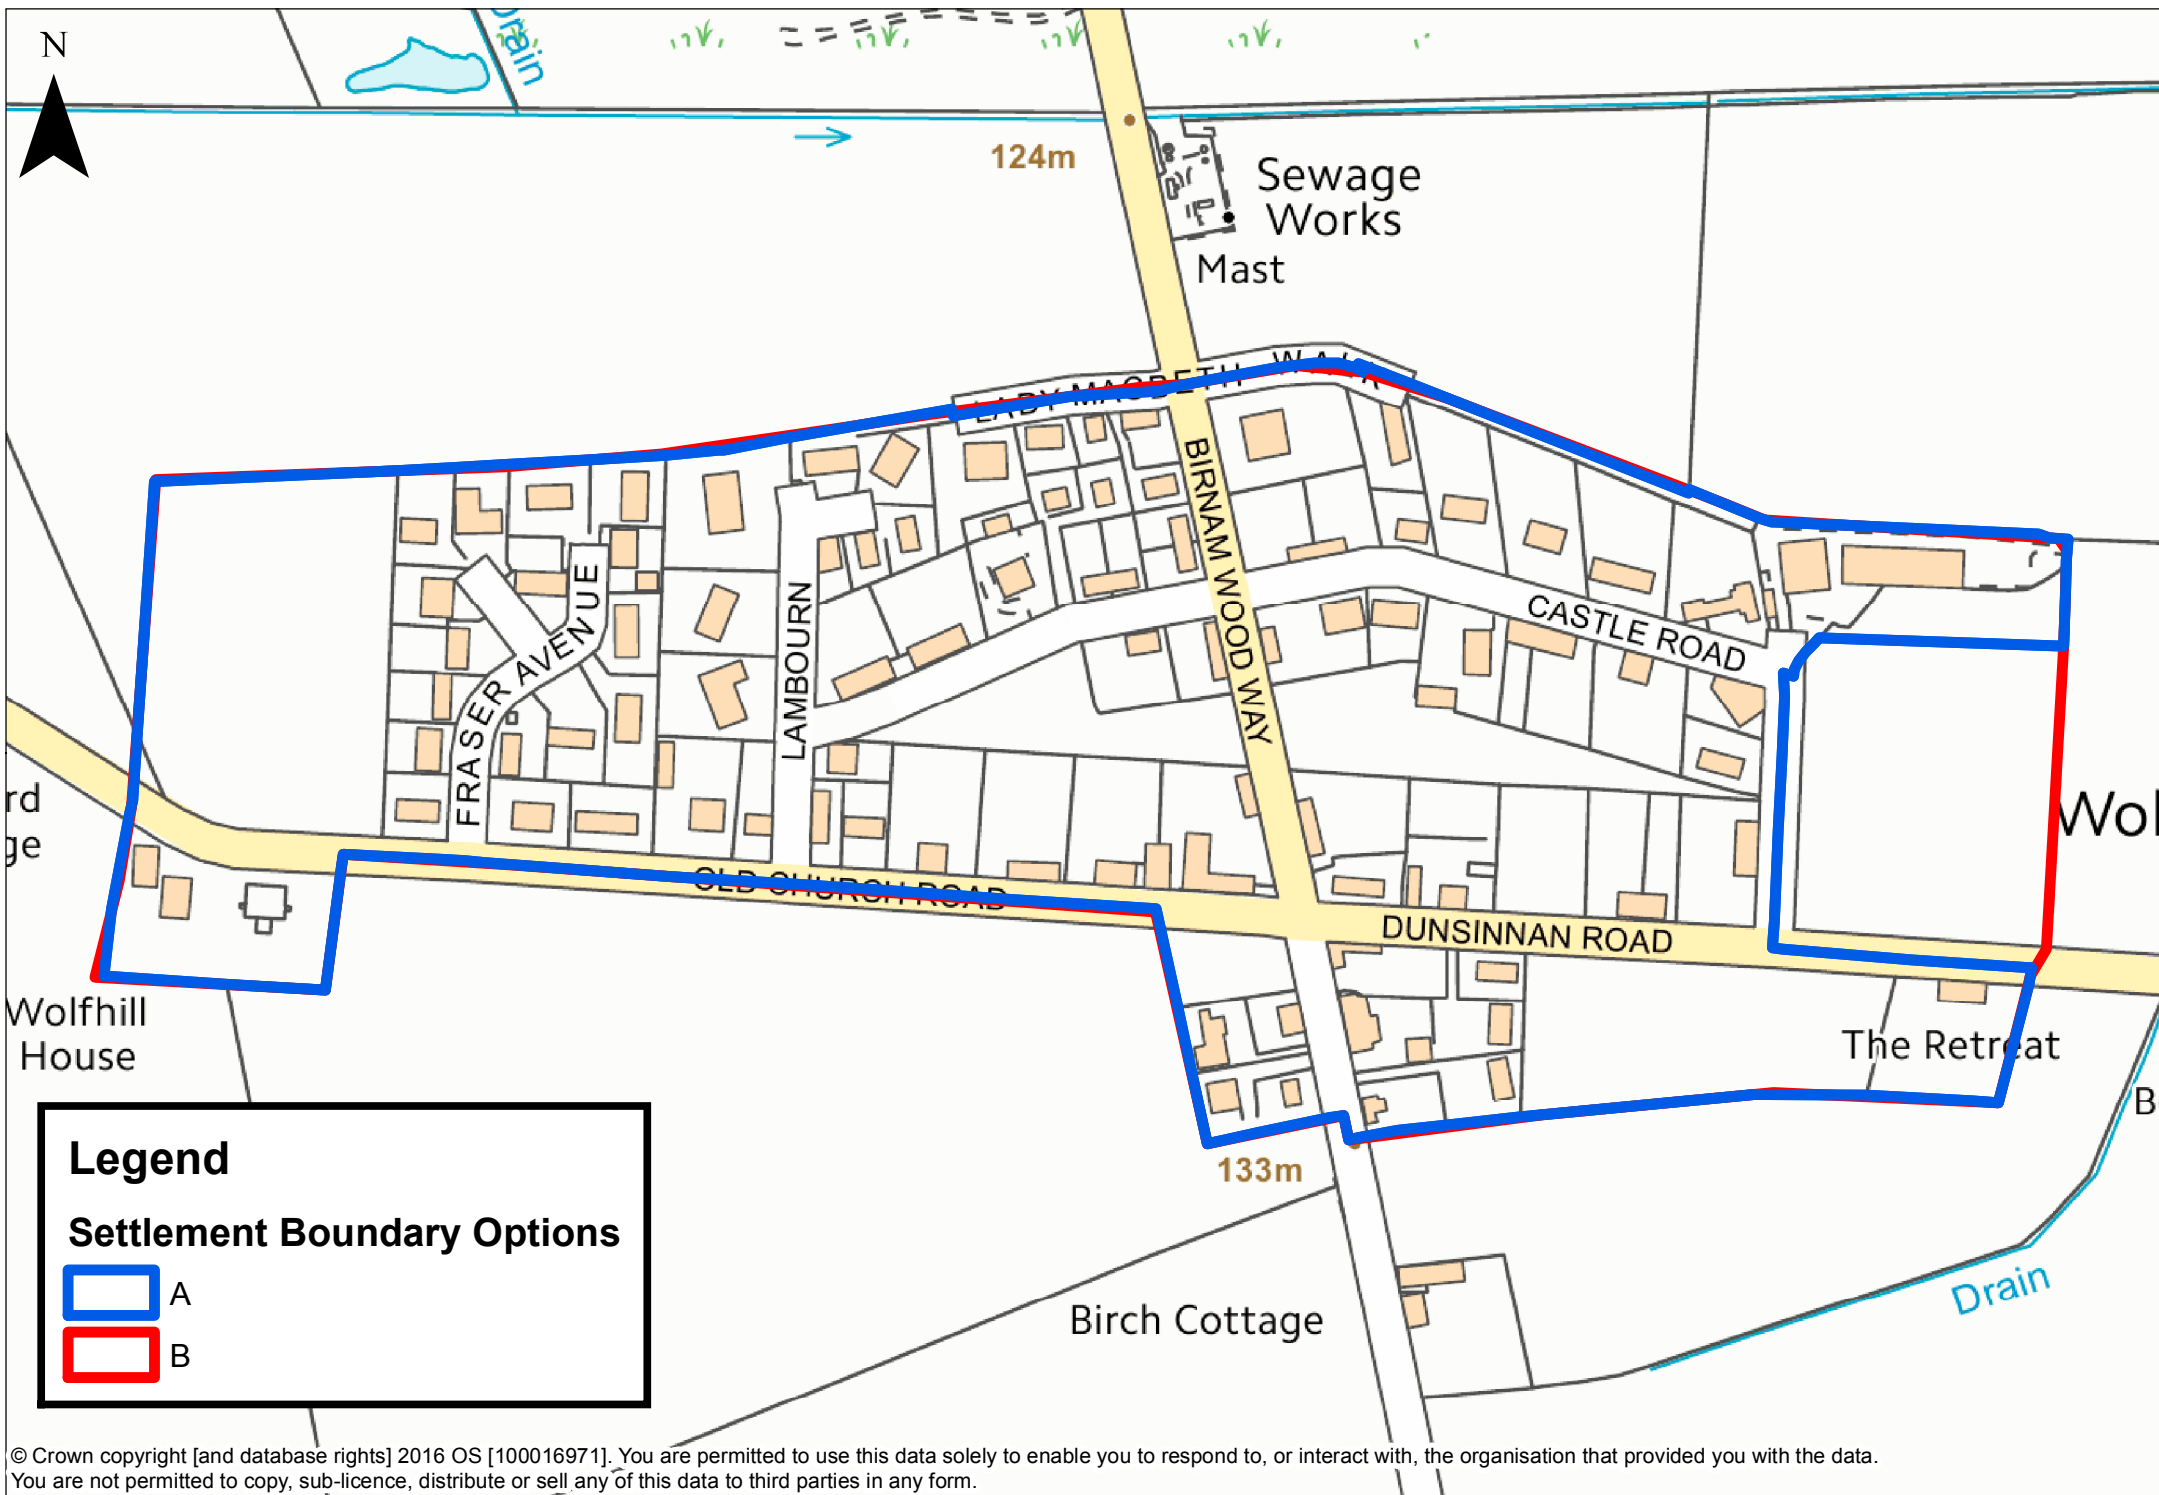 N
Drain
124m
Sewage
Works
Mast
LADY MACBETH WALK
BIRNAM WOOD WAY
FRASER AVENUE
LAMBOURN
CASTLE ROAD
rd
ge
Wol
OLD CHURCH ROAD
DUNSINNAN ROAD
Wolfhill
House
The Retreat
B
133m
Birch Cottage
Drain
Legend
Settlement Boundary Options
A
B
© Crown copyright [and database rights] 2016 OS [100016971]. You are permitted to use this data solely to enable you to respond to, or interact with, the organisation that provided you with the data.
You are not permitted to copy, sub-licence, distribute or sell any of this data to third parties in any form.